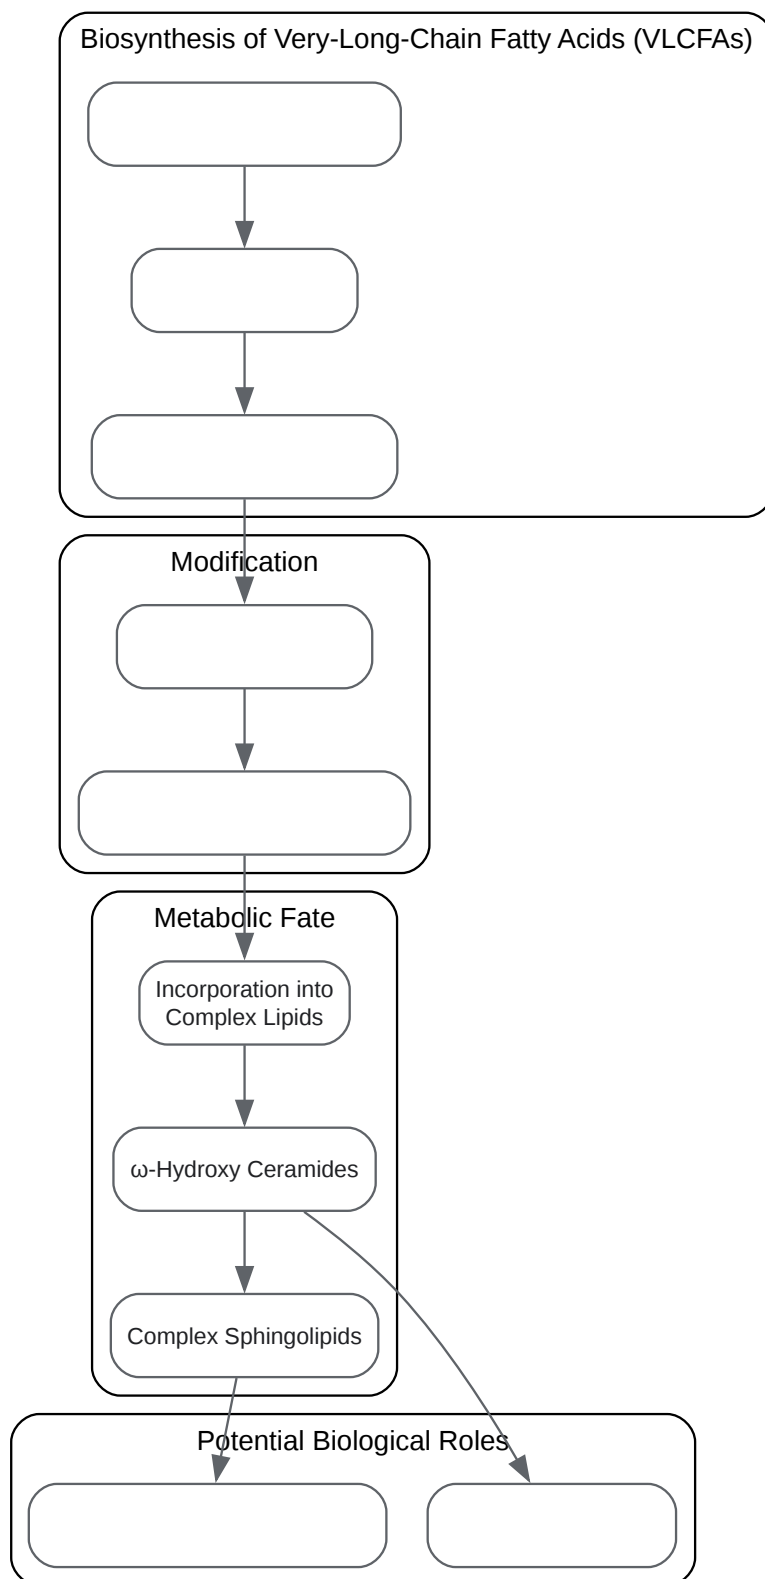 Biosynthesis of Very-Long-Chain Fatty Acids (VLCFAs)
Modification
Metabolic Fate
Incorporation into
Complex Lipids
ω-Hydroxy Ceramides
Complex Sphingolipids
Potential Biological Roles